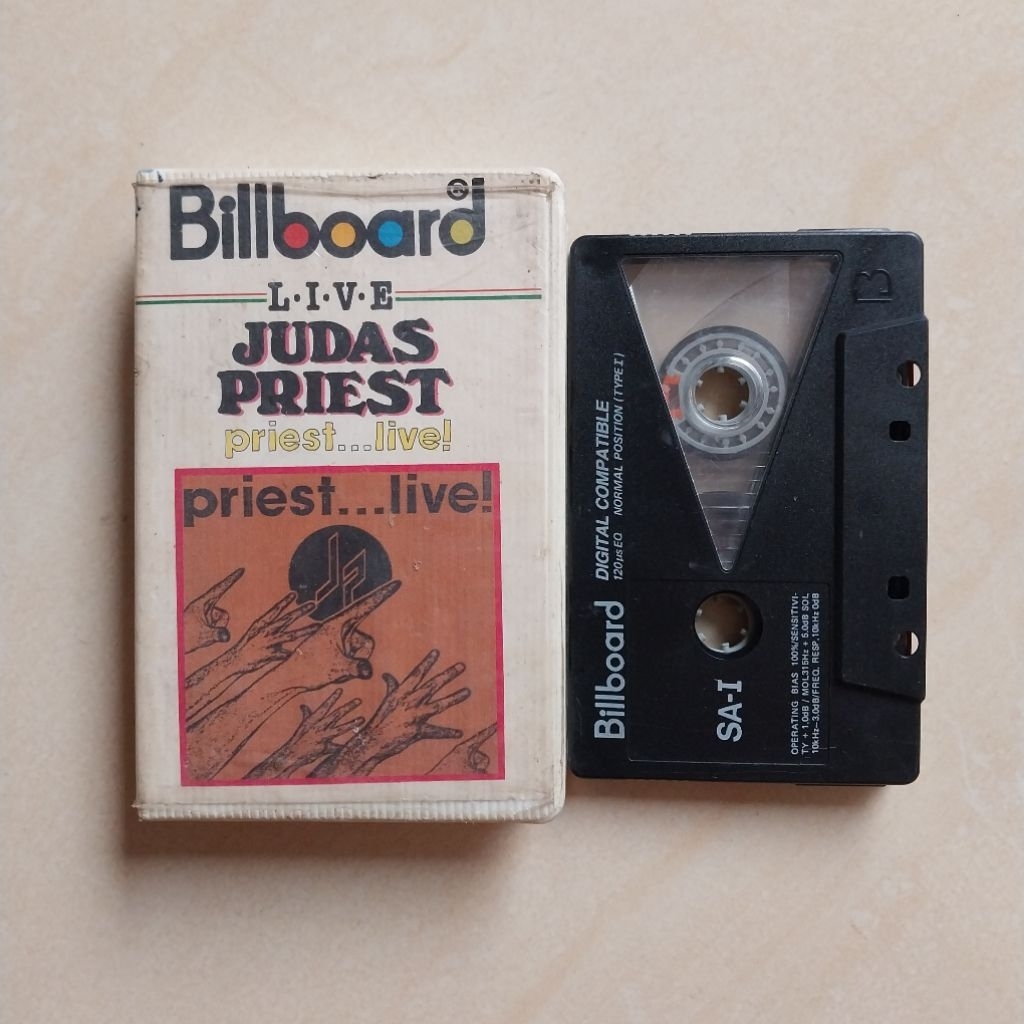 Billboard®
L·I·V·E
JUDAS
PRIEST
priest...live!
priest...live!
JP
B
Billboard
DIGITAL COMPATIBLE
120µs EQ NORMAL POSITION (TYPE I)
SA-I
OPERATING BIAS 100%/SENSITIVI-
TY + 1.0dB / MOL315Hz + 5.0dB SOL
10kHz–3.0dB/FREQ. RESP.10kHz 0dB